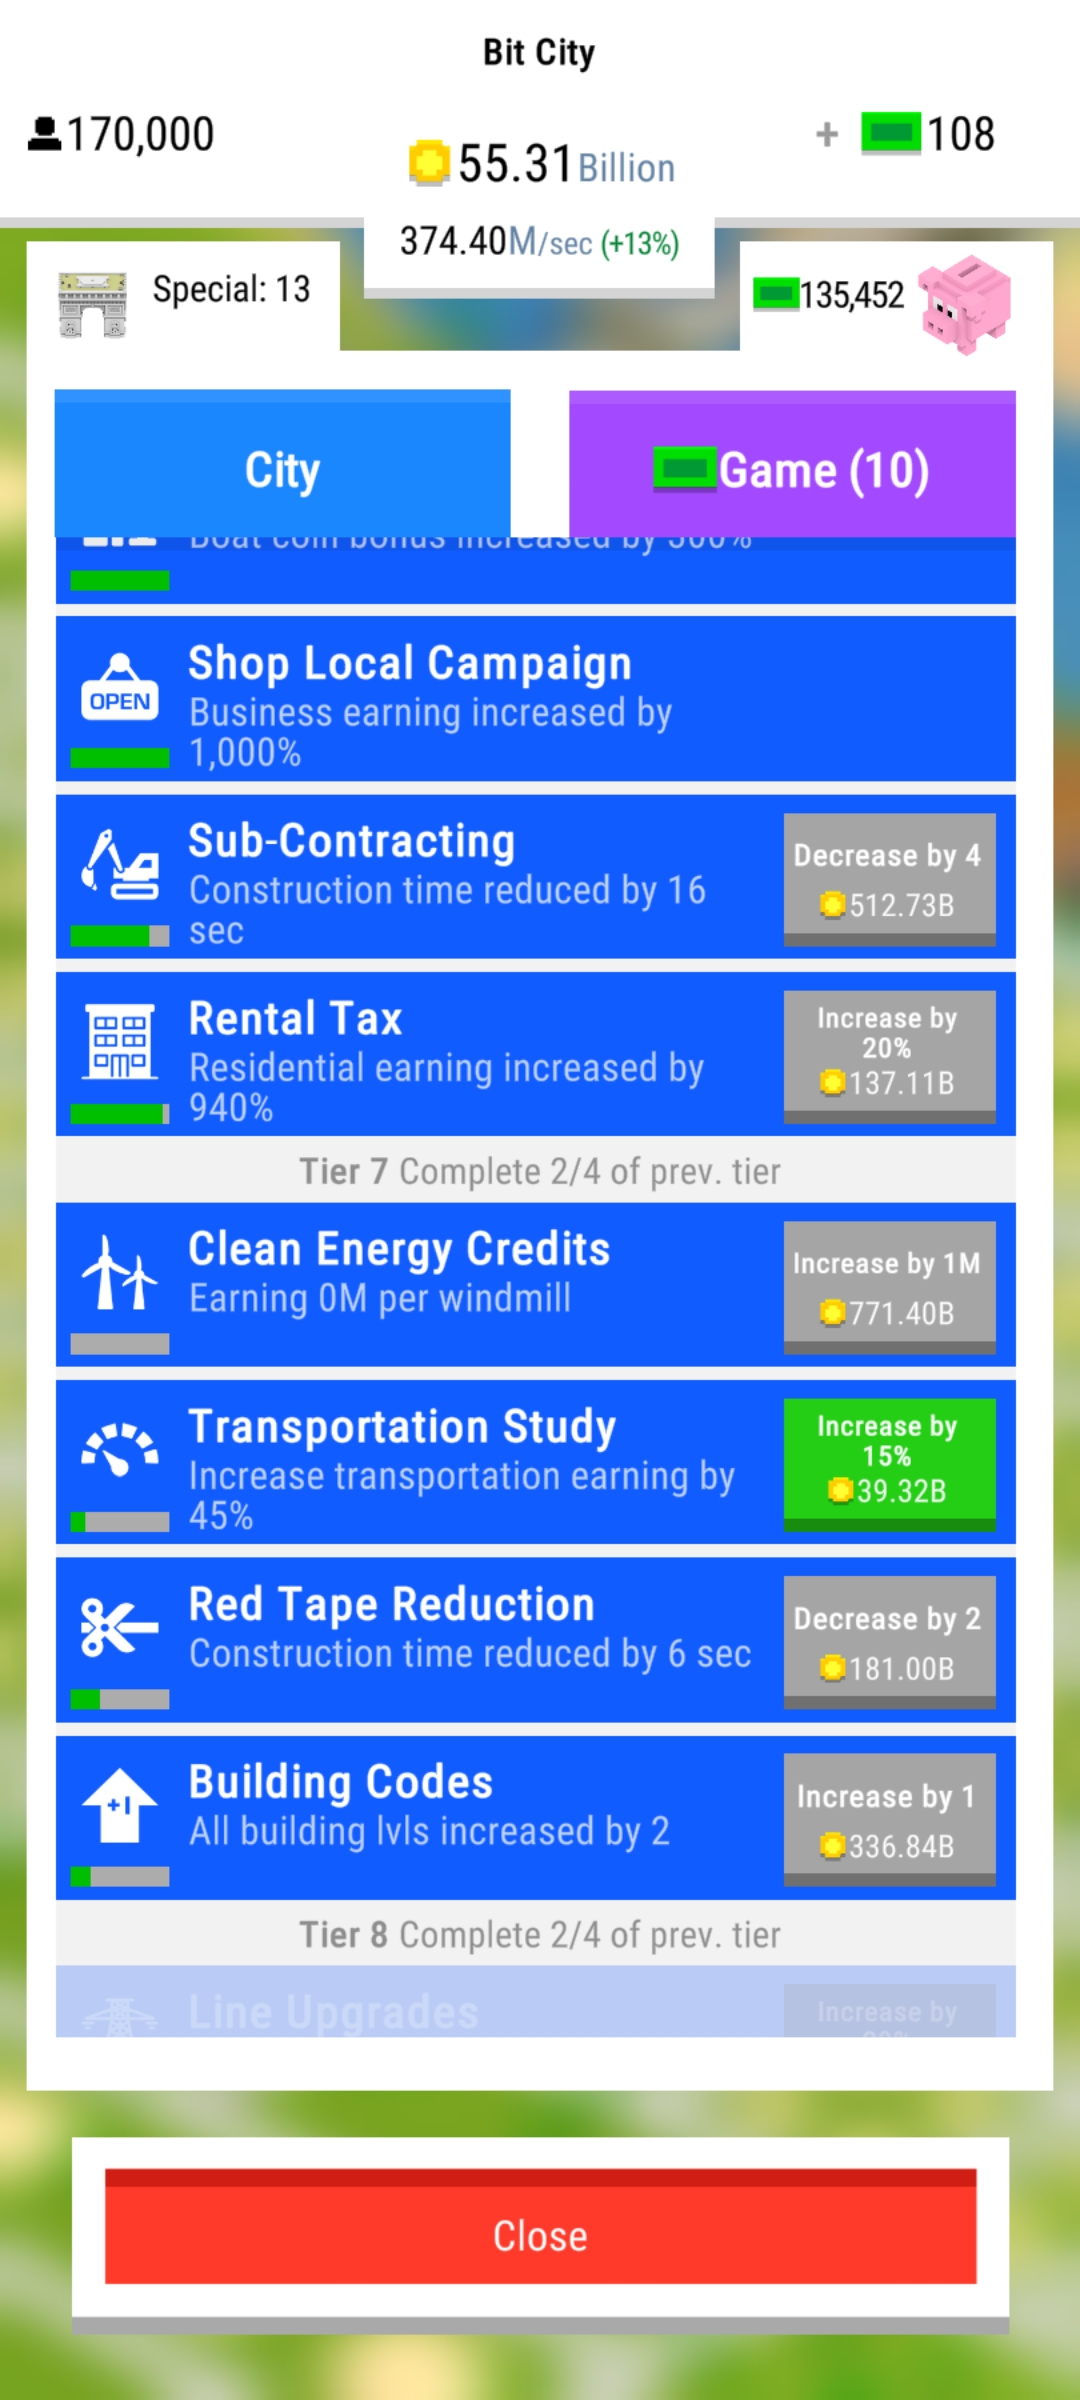 Bit City
170,000
55.31 Billion
+ 108
374.40M/sec (+13%)
Special: 13
135,452
City
Game (10)
Boat coin bonus increased by 500%
Shop Local Campaign
OPEN
Business earning increased by
1,000%
Sub-Contracting
Construction time reduced by 16
sec
Decrease by 4
512.73B
Rental Tax
Residential earning increased by
940%
Increase by
20%
137.11B
Tier 7 Complete 2/4 of prev. tier
Clean Energy Credits
Earning 0M per windmill
Increase by 1M
771.40B
Transportation Study
Increase transportation earning by
45%
Increase by
15%
39.32B
Red Tape Reduction
Construction time reduced by 6 sec
Decrease by 2
181.00B
+1
Building Codes
All building lvls increased by 2
Increase by 1
336.84B
Tier 8 Complete 2/4 of prev. tier
Line Upgrades
Increase by
Close